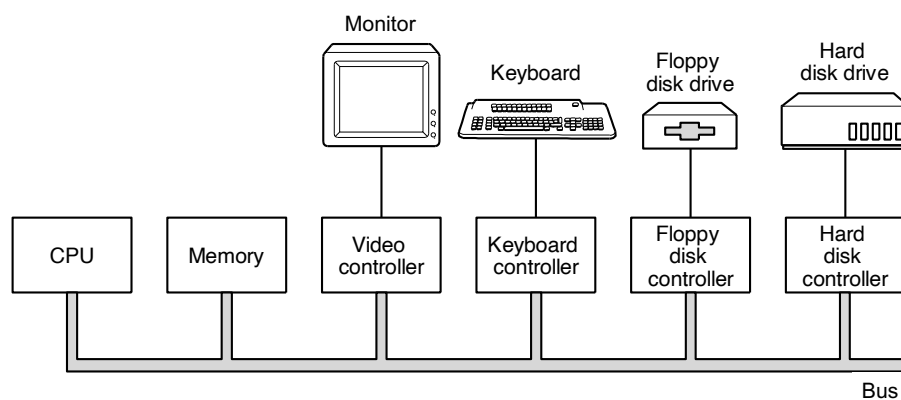 Monitor
Keyboard
Floppy
disk drive
Hard
disk drive
CPU
Memory
Video
controller
Keyboard
controller
Floppy
disk
controller
Hard
disk
controller
Bus